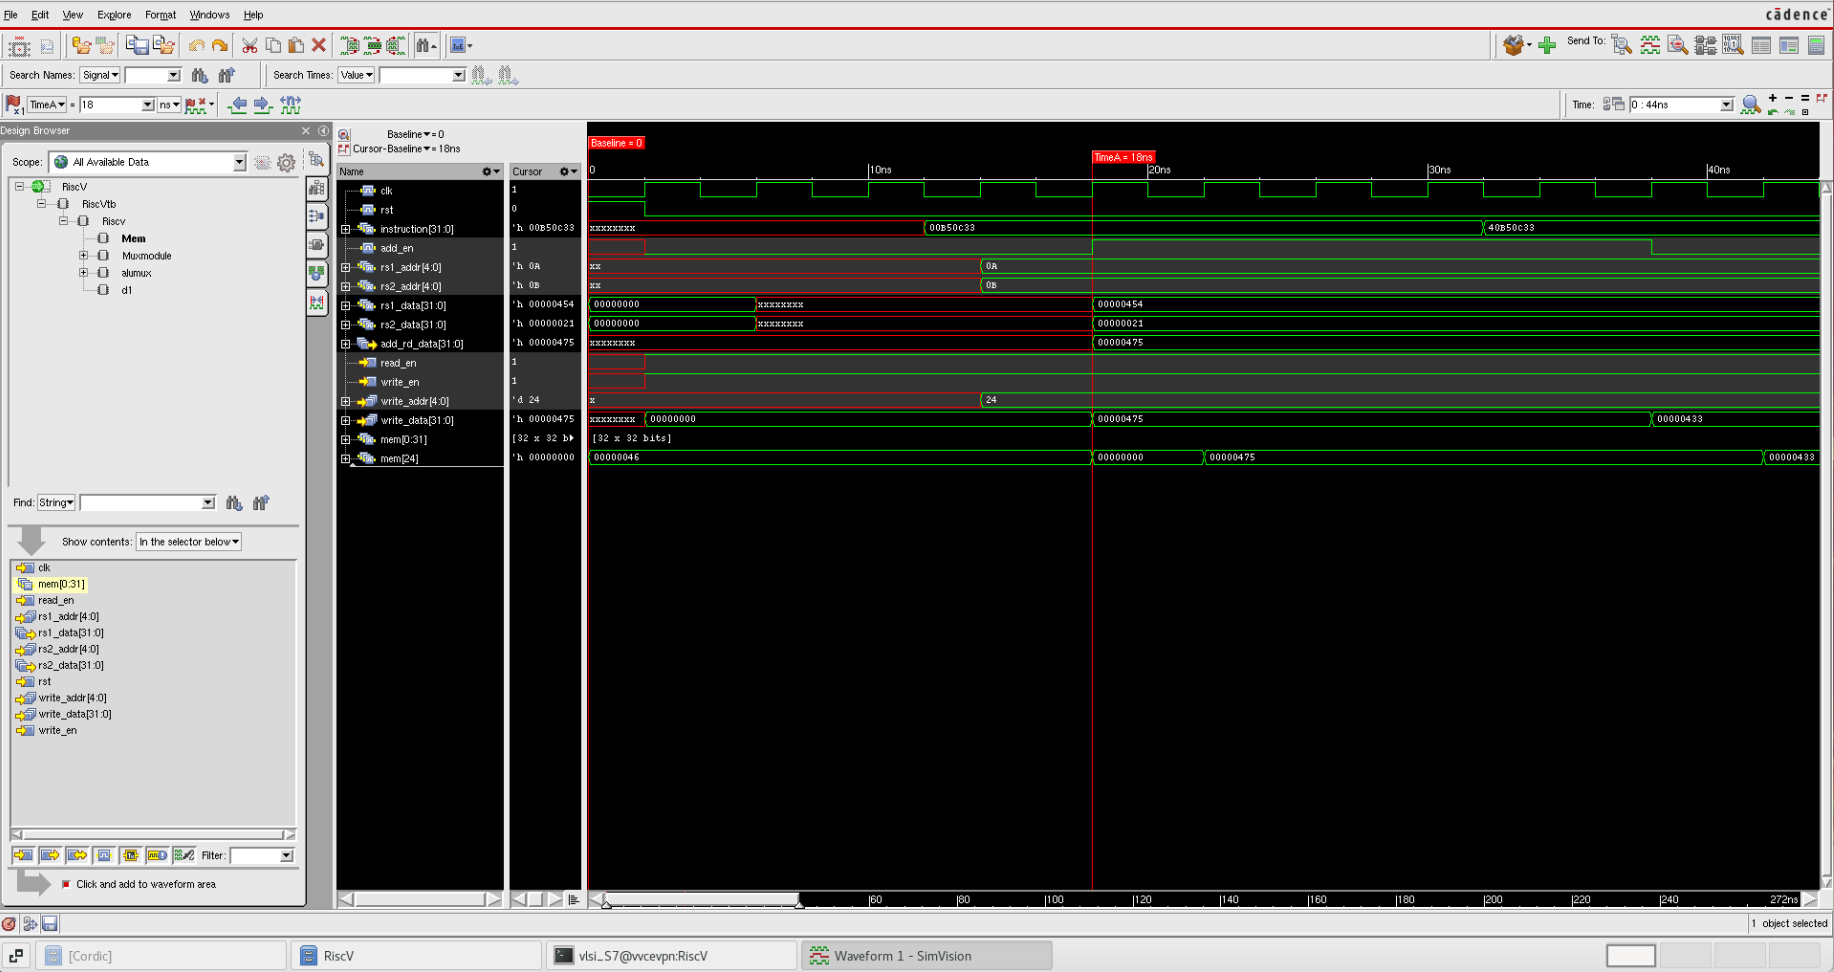 File Edit View Explore Format Windows Help
cādence
Send To:
Search Names: Signal Search Times: Value
TimeA = 18 ns Time: 0 : 44ns
Design Browser
Scope: All Available Data
RiscV
RiscVtb
Riscv
Mem
Muxmodule
alumux
d1
Find: String
Show contents: In the selector below
clk
mem[0:31]
read_en
rs1_addr[4:0]
rs1_data[31:0]
rs2_addr[4:0]
rs2_data[31:0]
rst
write_addr[4:0]
write_data[31:0]
write_en
Filter:
Click and add to waveform area
Baseline = 0
Cursor-Baseline = 18ns
Name Cursor
Baseline = 0
TimeA = 18ns
0 10ns 20ns 30ns 40ns
clk 1
rst 0
instruction[31:0] 'h 00B50c33 xxxxxxxx 00B50c33 40B50c33
add_en 1
rs1_addr[4:0] 'h 0A xx 0A
rs2_addr[4:0] 'h 0B xx 0B
rs1_data[31:0] 'h 00000454 00000000 xxxxxxxx 00000454
rs2_data[31:0] 'h 00000021 00000000 xxxxxxxx 00000021
add_rd_data[31:0] 'h 00000475 xxxxxxxx 00000475
read_en 1
write_en 1
write_addr[4:0] 'd 24 x 24
write_data[31:0] 'h 00000475 xxxxxxxx 00000000 00000475 00000433
mem[0:31] [32 x 32 b [32 x 32 bits]
mem[24] 'h 00000000 00000046 00000000 00000475 00000433
60 80 100 120 140 160 180 200 220 240 272ns
1 object selected
[Cordic] RiscV vlsi_S7@vvcevpn:RiscV Waveform 1 - SimVision